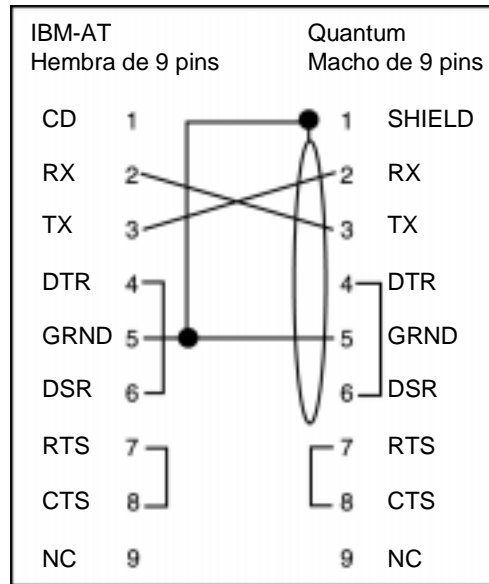 IBM-AT Quantum
Hembra de 9 pins Macho de 9 pins
CD 1 1 SHIELD
RX 2 2 RX
TX 3 3 TX
DTR 4 4 DTR
GRND 5 5 GRND
DSR 6 6 DSR
RTS 7 7 RTS
CTS 8 8 CTS
NC 9 9 NC